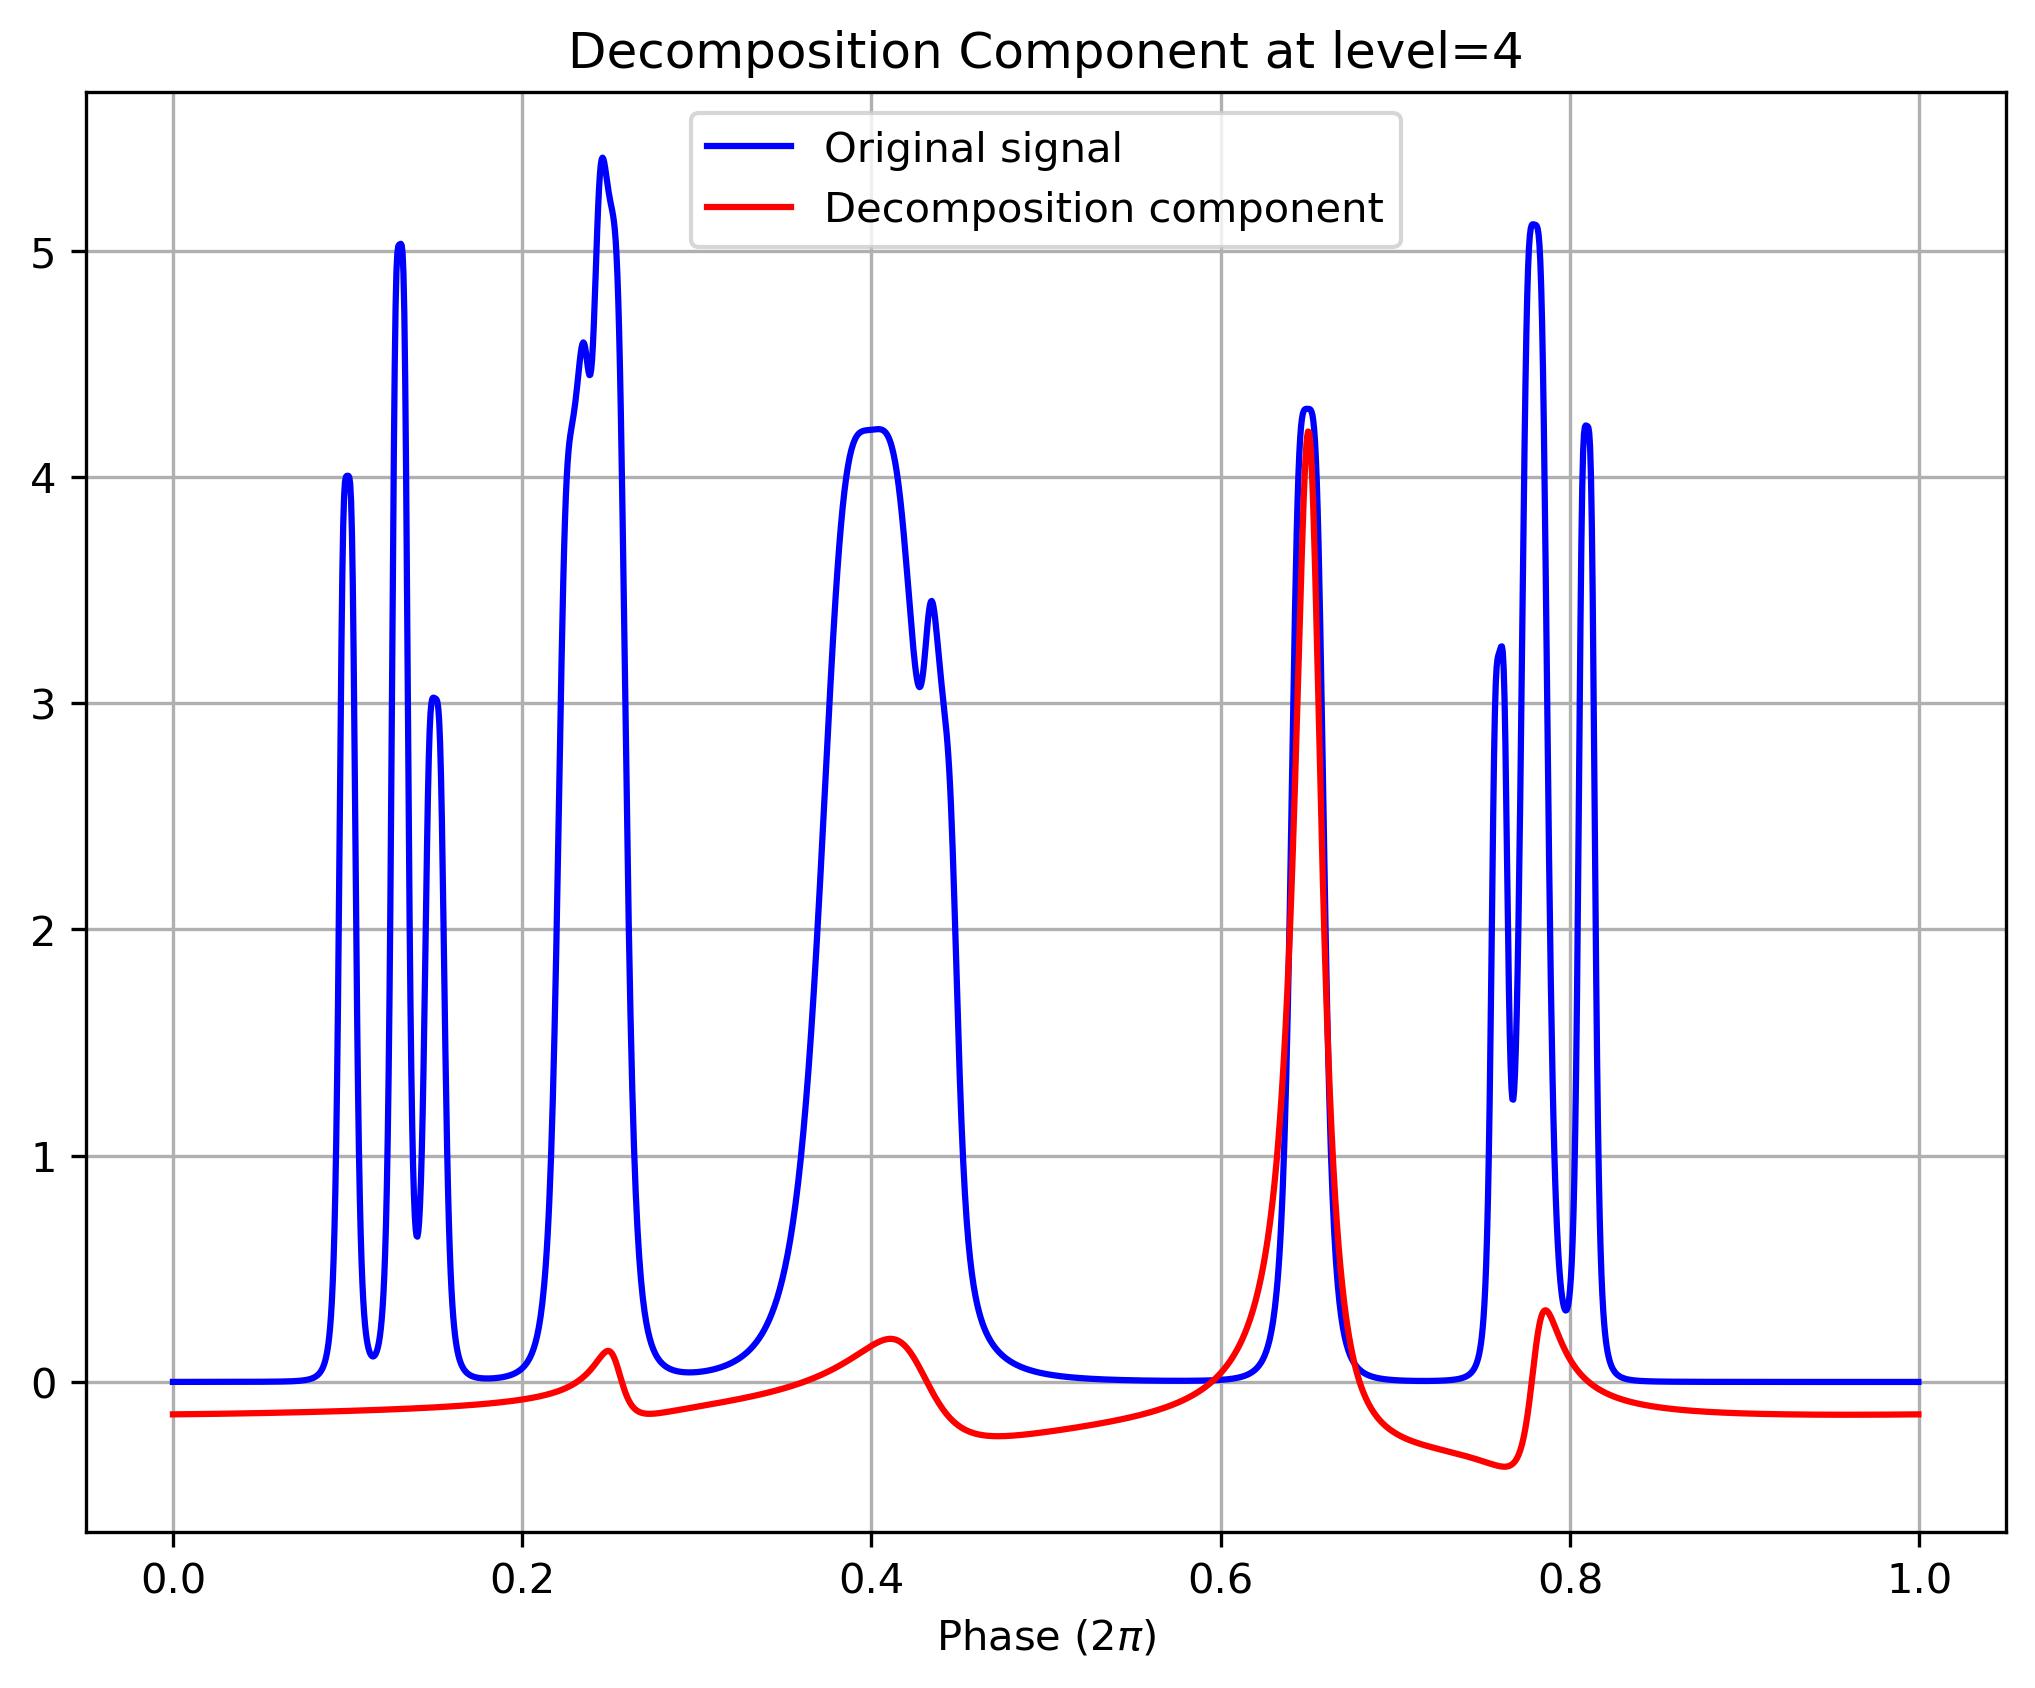 Decomposition Component at level=4
Original signal
Decomposition component
5
4
3
2
1
0
0.0 0.2 0.4 0.6 0.8 1.0
Phase (2π)